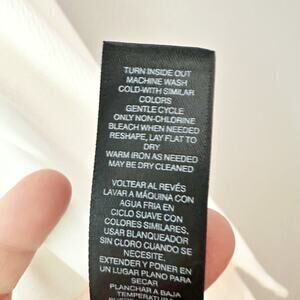 TURN INSIDE OUT
MACHINE WASH
COLD-WITH SIMILAR
COLORS
GENTLE CYCLE
ONLY NON-CHLORINE
BLEACH WHEN NEEDED
RESHAPE, LAY FLAT TO
DRY
WARM IRON AS NEEDED
MAY BE DRY CLEANED
VOLTEAR AL REVÉS
LAVAR A MÁQUINA CON
AGUA FRIA EN
CICLO SUAVE CON
COLORES SIMILARES.
USAR BLANQUEADOR
SIN CLORO CUANDO SE
NECESITE.
EXTENDER Y PONER EN
UN LUGAR PLANO PARA
SECAR
PLANCHAR A BAJA
TEMPERATURA